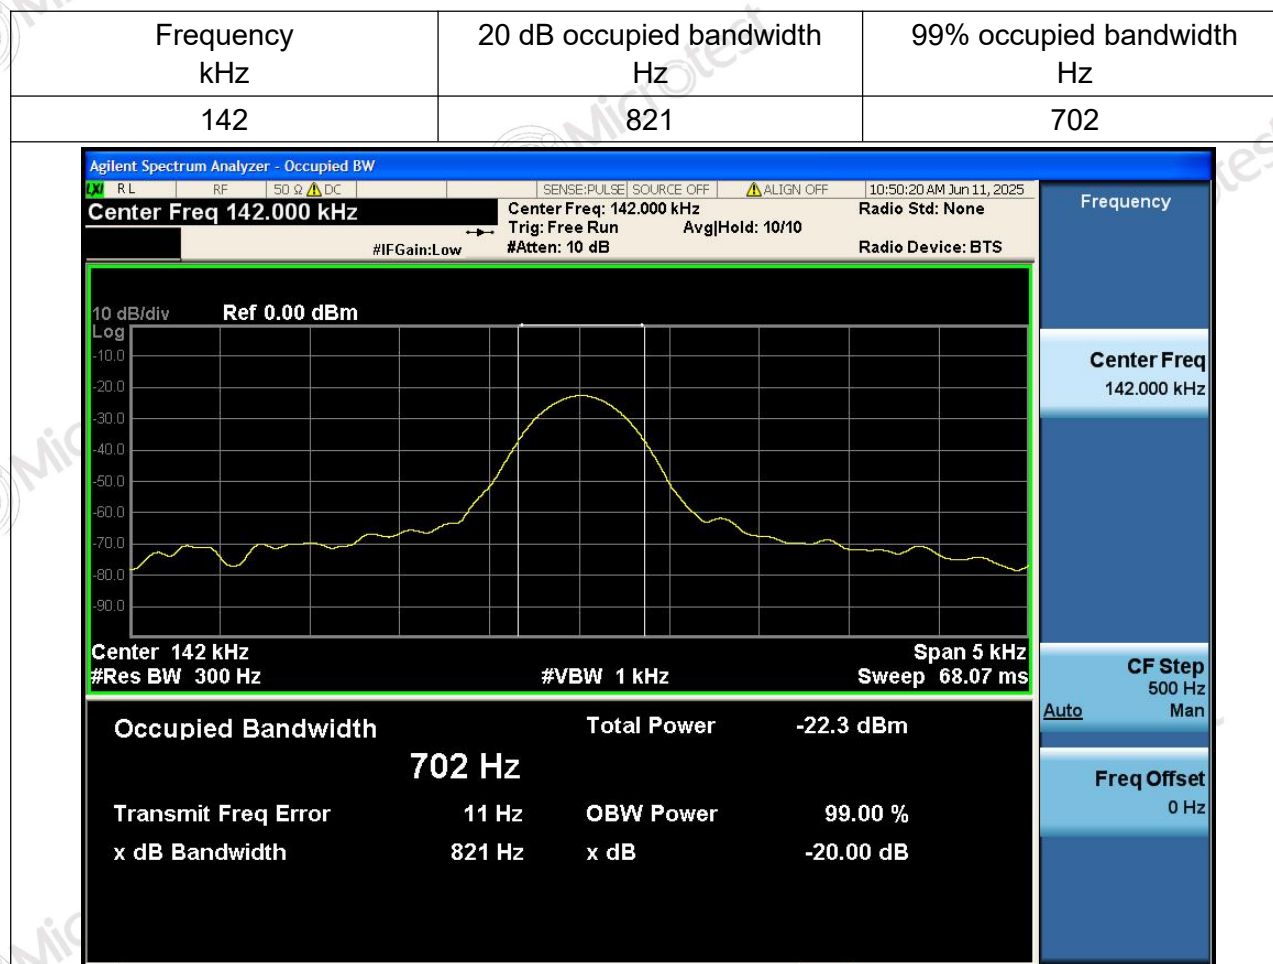 Frequency kHz 20 dB occupied bandwidth Hz 99% occupied bandwidth Hz
142 821 702
Agilent Spectrum Analyzer - Occupied BW
LXI RL RF 50 Ω DC SENSE:PULSE SOURCE OFF ALIGN OFF 10:50:20 AM Jun 11, 2025
Center Freq 142.000 kHz Center Freq: 142.000 kHz Radio Std: None
Trig: Free Run Avg|Hold: 10/10
#IFGain:Low #Atten: 10 dB Radio Device: BTS
Frequency
10 dB/div Ref 0.00 dBm
Log
-10.0
-20.0
-30.0
-40.0
-50.0
-60.0
-70.0
-80.0
-90.0
Center 142 kHz Span 5 kHz
#Res BW 300 Hz #VBW 1 kHz Sweep 68.07 ms
Occupied Bandwidth Total Power -22.3 dBm
702 Hz
Transmit Freq Error 11 Hz OBW Power 99.00 %
x dB Bandwidth 821 Hz x dB -20.00 dB
Center Freq
142.000 kHz
CF Step
500 Hz
Auto Man
Freq Offset
0 Hz
Microtest